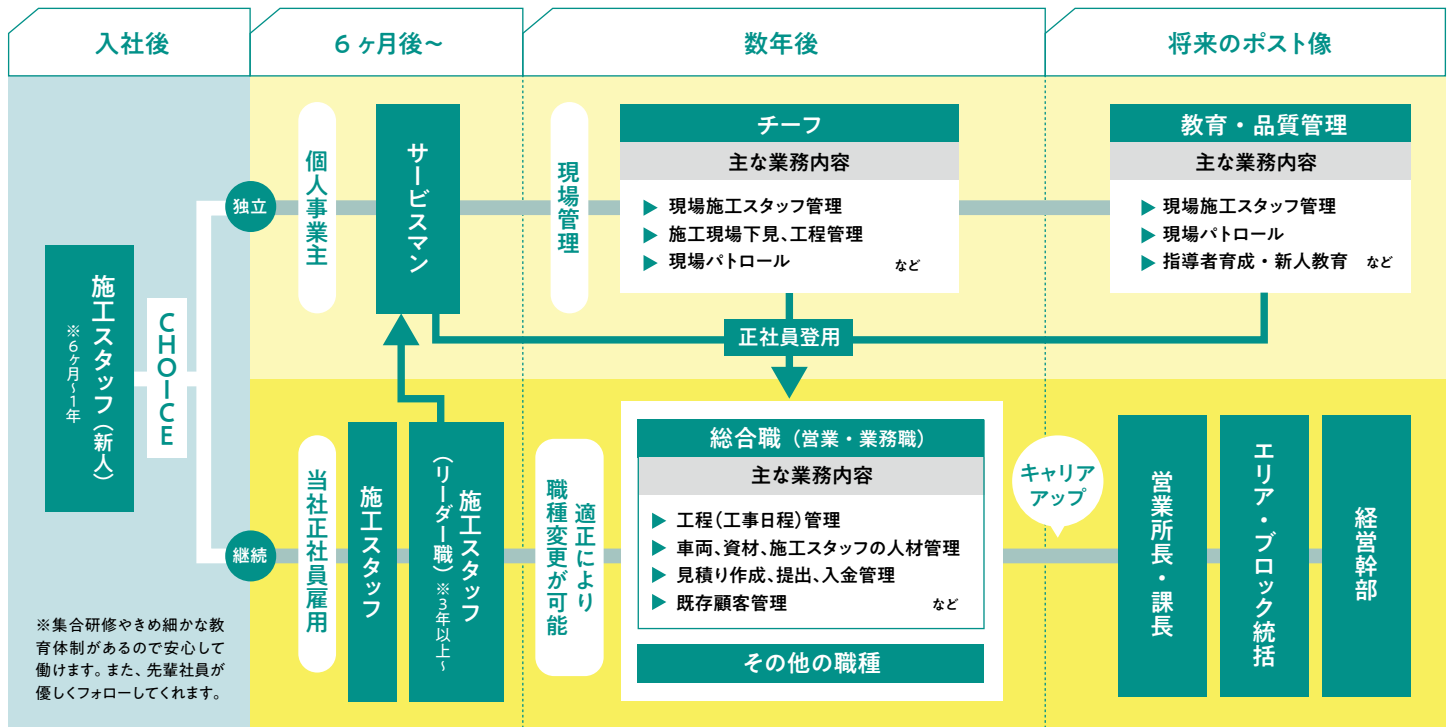 入社後
6ヶ月後～
数年後
将来のポスト像
施工スタッフ（新人）
※6ヶ月～1年
CHOICE
独立
個人事業主
サービスマン
現場管理
チーフ
主な業務内容
▶ 現場施工スタッフ管理
▶ 施工現場下見、工程管理
▶ 現場パトロール
など
教育・品質管理
主な業務内容
▶ 現場施工スタッフ管理
▶ 現場パトロール
▶ 指導者育成・新人教育 など
正社員登用
継続
当社正社員雇用
施工スタッフ
施工スタッフ
（リーダー職）※3年以上～
適正により
職種変更が可能
総合職（営業・業務職）
主な業務内容
▶ 工程（工事日程）管理
▶ 車両、資材、施工スタッフの人材管理
▶ 見積り作成、提出、入金管理
▶ 既存顧客管理
など
その他の職種
キャリア
アップ
営業所長・課長
エリア・ブロック統括
経営幹部
※集合研修やきめ細かな教
育体制があるので安心して
働けます。また、先輩社員が
優しくフォローしてくれます。